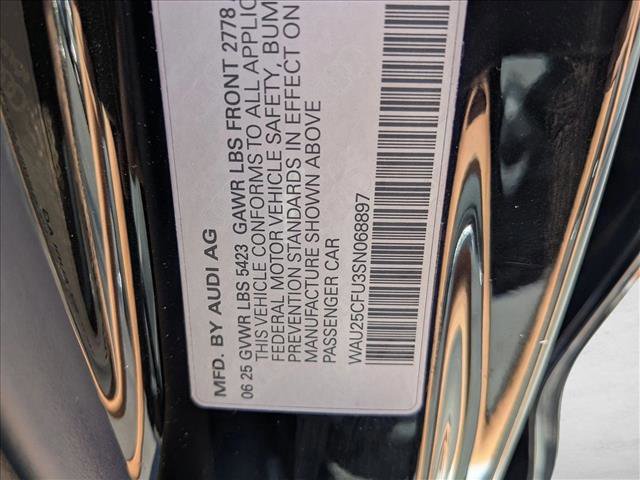 MFD. BY AUDI AG
06 25 GVWR LBS 5423 GAWR LBS FRONT 2778
THIS VEHICLE CONFORMS TO ALL APPLIC
FEDERAL MOTOR VEHICLE SAFETY, BUM
PREVENTION STANDARDS IN EFFECT ON
MANUFACTURE SHOWN ABOVE
PASSENGER CAR
WAU25CFU3SN068897